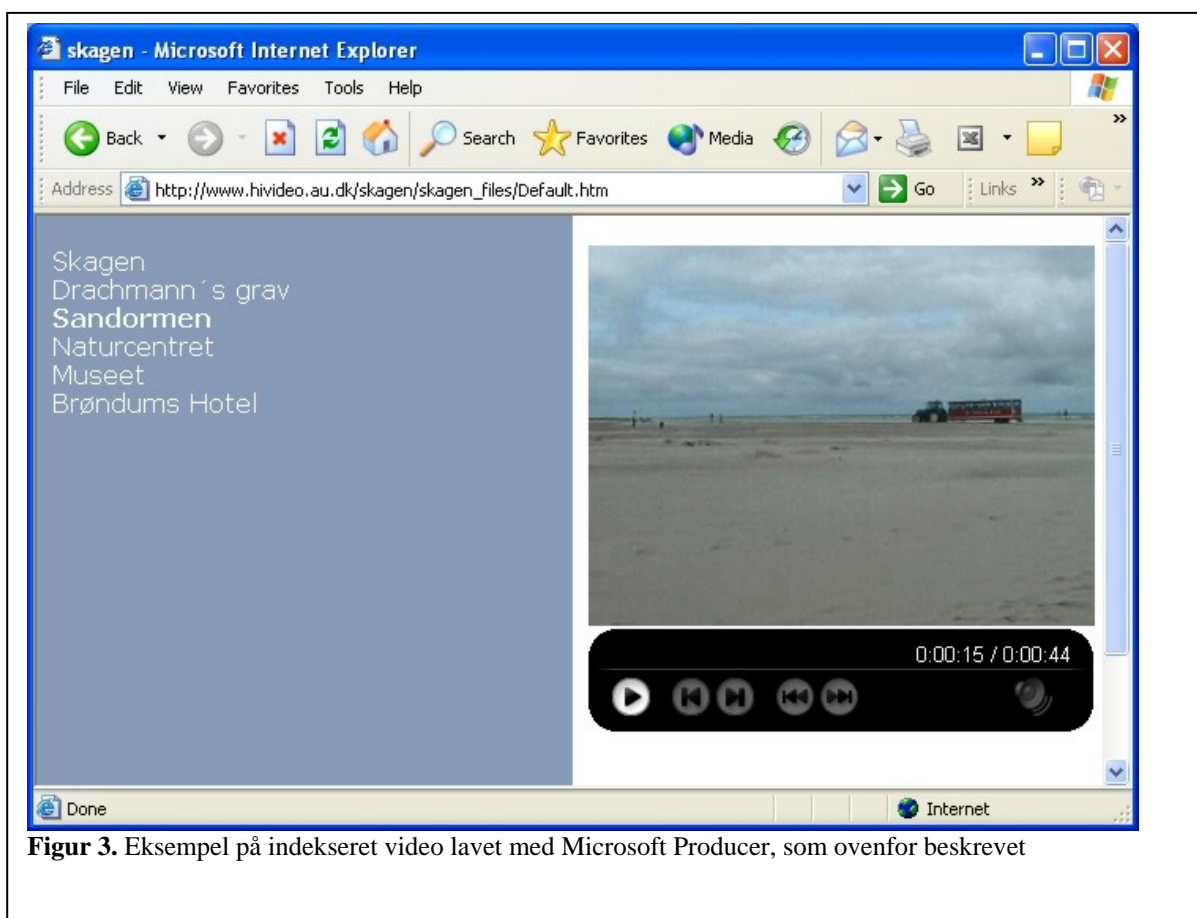 skagen - Microsoft Internet Explorer
File Edit View Favorites Tools Help
Back Search Favorites Media
Address http://www.hivideo.au.dk/skagen/skagen_files/Default.htm Go Links
Skagen
Drachmann´s grav
Sandormen
Naturcentret
Museet
Brøndums Hotel
0:00:15 / 0:00:44
Done Internet
Figur 3. Eksempel på indekseret video lavet med Microsoft Producer, som ovenfor beskrevet